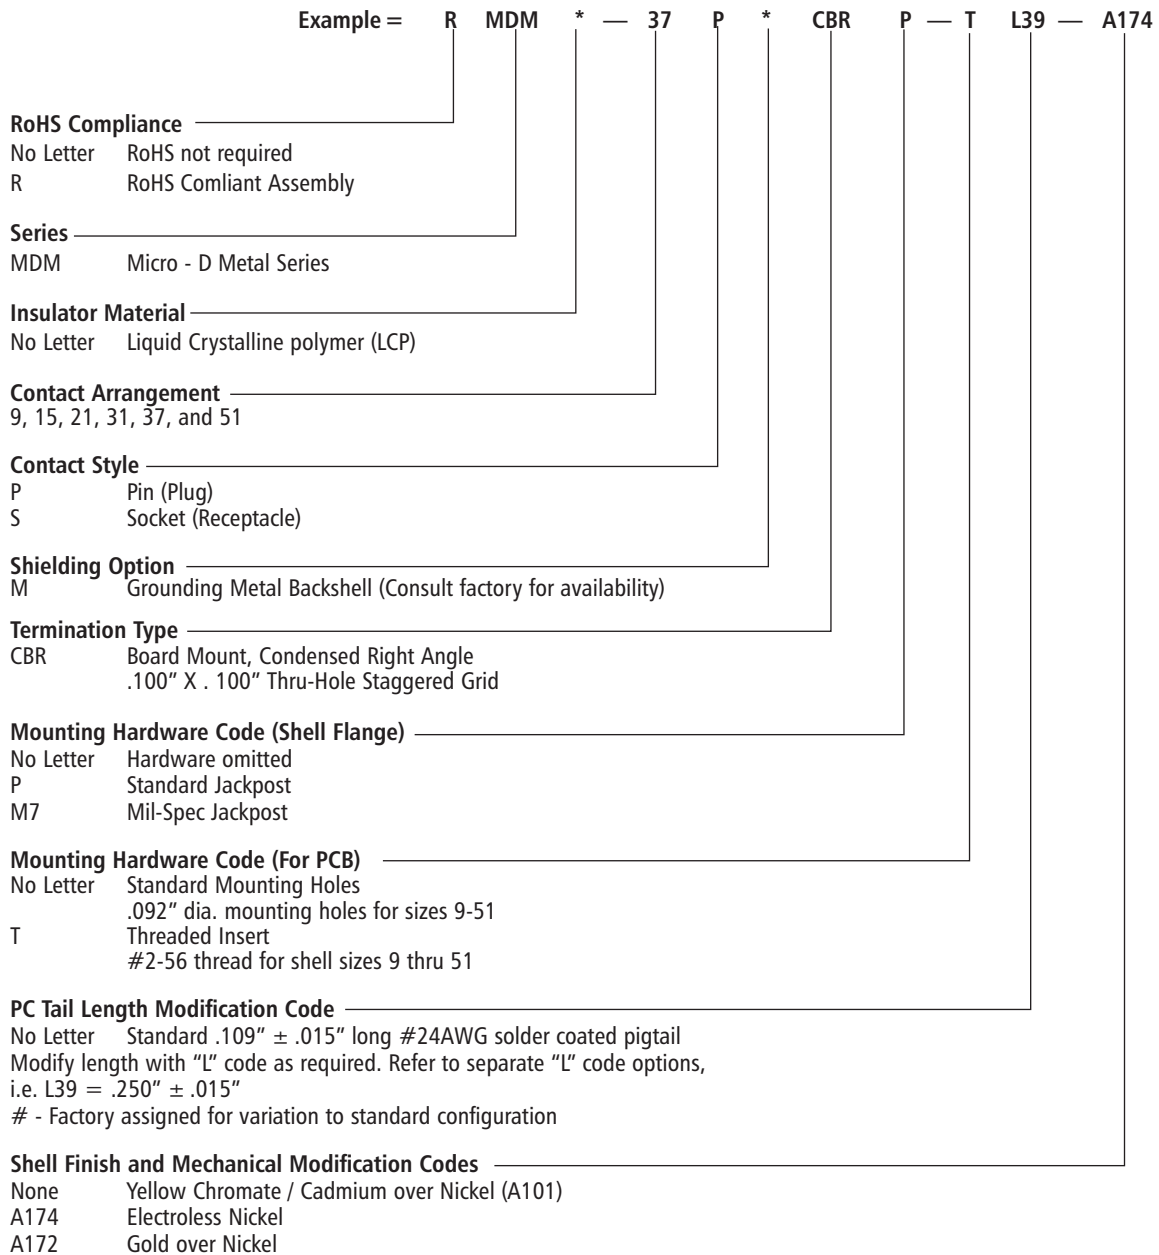 Example = R MDM * — 37 P * CBR P — T L39 — A174
RoHS Compliance
No Letter RoHS not required
R RoHS Comliant Assembly
Series
MDM Micro - D Metal Series
Insulator Material
No Letter Liquid Crystalline polymer (LCP)
Contact Arrangement
9, 15, 21, 31, 37, and 51
Contact Style
P Pin (Plug)
S Socket (Receptacle)
Shielding Option
M Grounding Metal Backshell (Consult factory for availability)
Termination Type
CBR Board Mount, Condensed Right Angle
.100” X . 100” Thru-Hole Staggered Grid
Mounting Hardware Code (Shell Flange)
No Letter Hardware omitted
P Standard Jackpost
M7 Mil-Spec Jackpost
Mounting Hardware Code (For PCB)
No Letter Standard Mounting Holes
.092” dia. mounting holes for sizes 9-51
T Threaded Insert
#2-56 thread for shell sizes 9 thru 51
PC Tail Length Modification Code
No Letter Standard .109” ± .015” long #24AWG solder coated pigtail
Modify length with “L” code as required. Refer to separate “L” code options,
i.e. L39 = .250” ± .015”
# - Factory assigned for variation to standard configuration
Shell Finish and Mechanical Modification Codes
None Yellow Chromate / Cadmium over Nickel (A101)
A174 Electroless Nickel
A172 Gold over Nickel